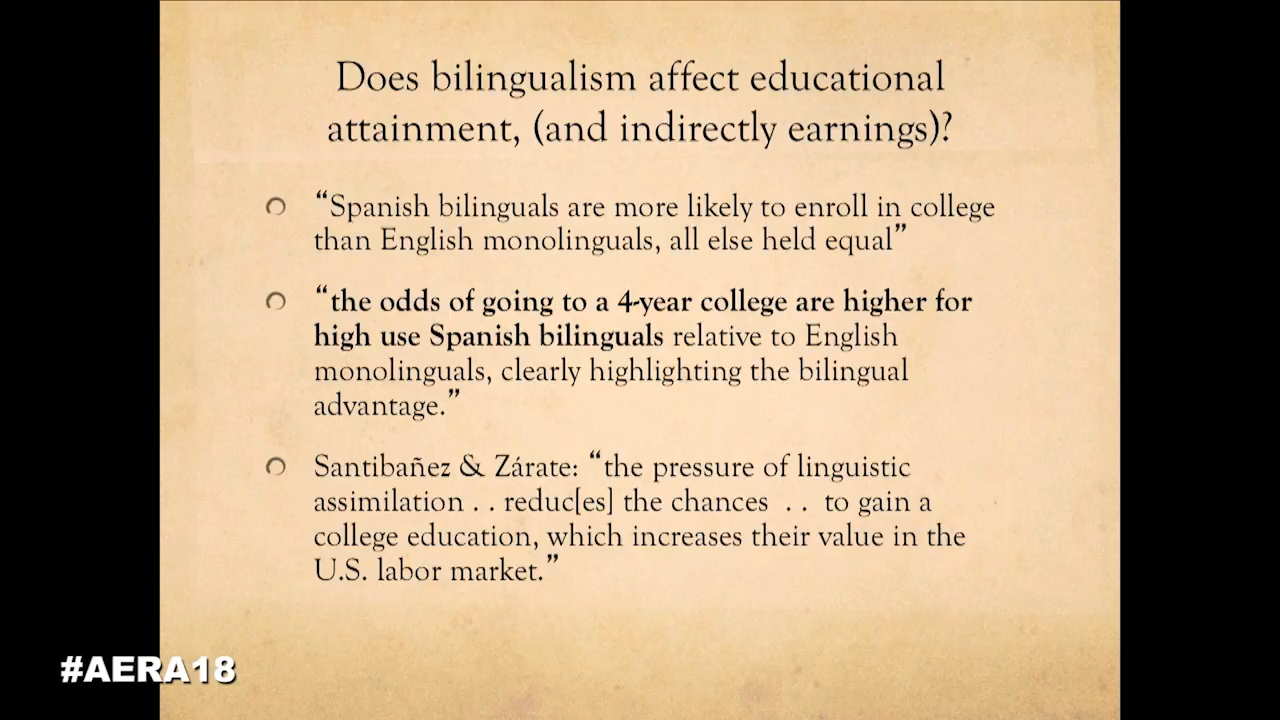 Does bilingualism affect educational
attainment, (and indirectly earnings)?
“Spanish bilinguals are more likely to enroll in college
than English monolinguals, all else held equal”
“the odds of going to a 4-year college are higher for
high use Spanish bilinguals relative to English
monolinguals, clearly highlighting the bilingual
advantage.”
Santibañez & Zárate: “the pressure of linguistic
assimilation . . reduc[es] the chances . . to gain a
college education, which increases their value in the
U.S. labor market.”
#AERA18